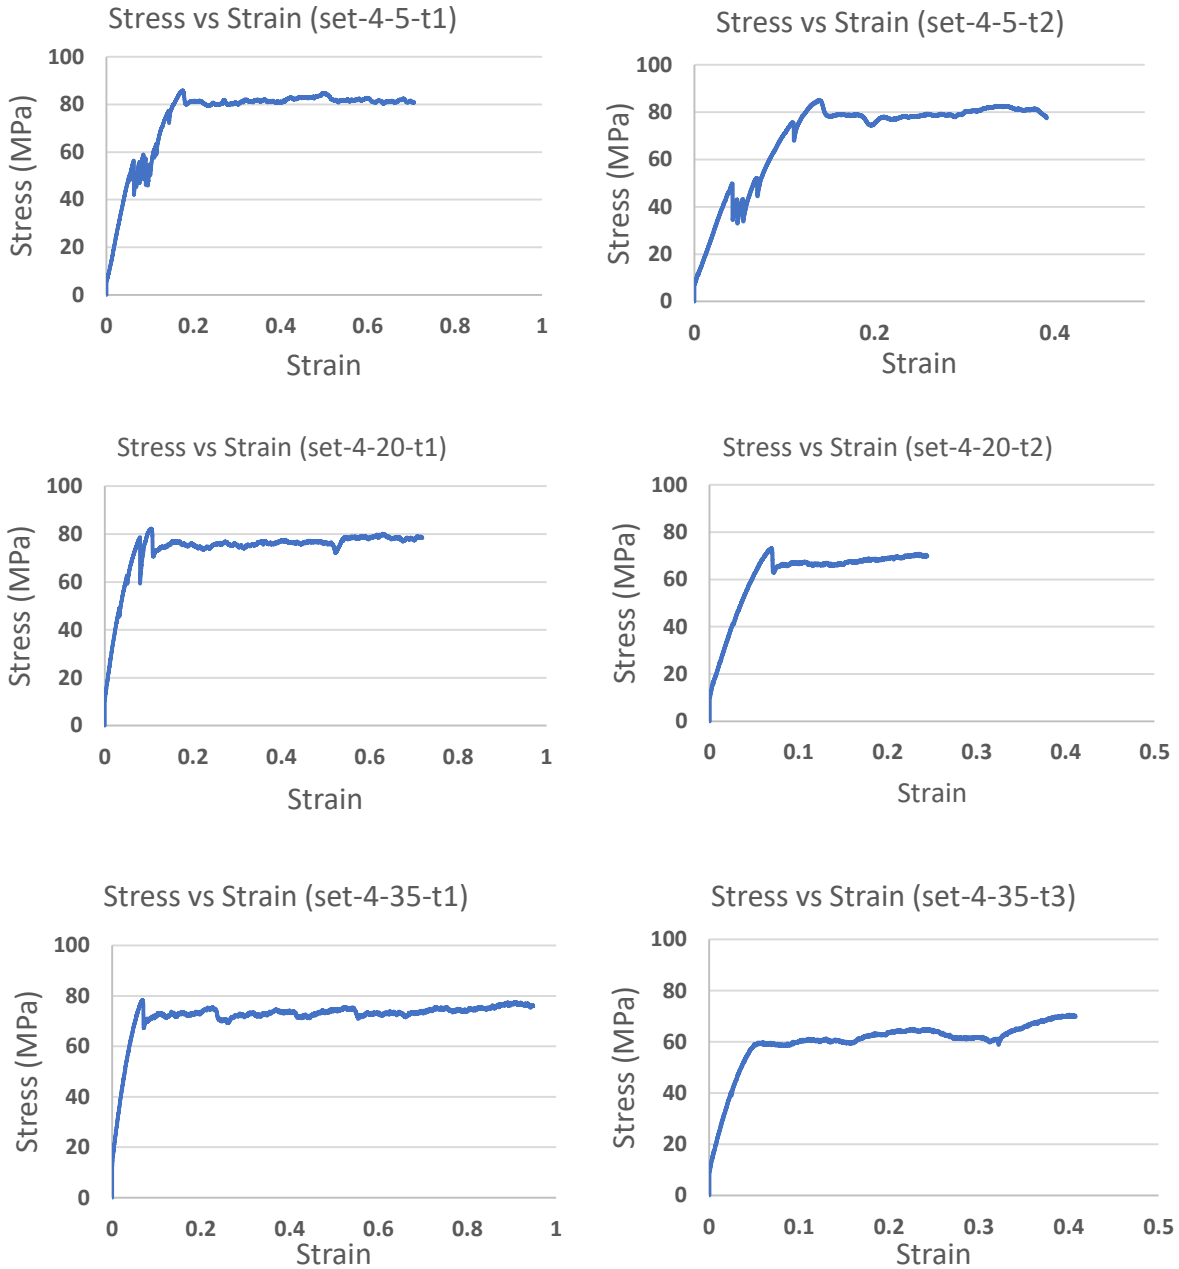 Stress vs Strain (set-4-5-t1)
100
80
60
40
20
0
Stress (MPa)
0 0.2 0.4 0.6 0.8 1
Strain
Stress vs Strain (set-4-5-t2)
100
80
60
40
20
0
Stress (MPa)
0 0.2 0.4
Strain
Stress vs Strain (set-4-20-t1)
100
80
60
40
20
0
Stress (MPa)
0 0.2 0.4 0.6 0.8 1
Strain
Stress vs Strain (set-4-20-t2)
100
80
60
40
20
0
Stress (MPa)
0 0.1 0.2 0.3 0.4 0.5
Strain
Stress vs Strain (set-4-35-t1)
100
80
60
40
20
0
Stress (MPa)
0 0.2 0.4 0.6 0.8 1
Strain
Stress vs Strain (set-4-35-t3)
100
80
60
40
20
0
Stress (MPa)
0 0.1 0.2 0.3 0.4 0.5
Strain